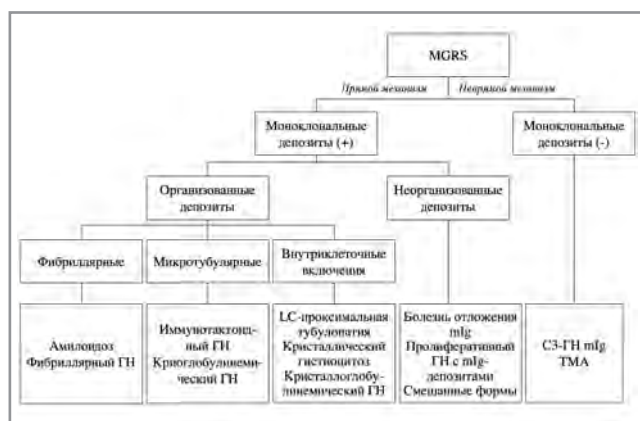 MGRS
Прямой механизм
Непрямой механизм
Моноклональные
депозиты (+)
Моноклональные
депозиты (-)
Организованные
депозиты
Неорганизованные
депозиты
Фибриллярные
Микротубулярные
Внутриклеточные
включения
Амилоидоз
Фибриллярный ГН
Иммунотактоид-
ный ГН
Криоглобулинеми-
ческий ГН
LC-проксимальная
тубулопатия
Кристаллический
гистиоцитоз
Кристаллоглобу-
линемический ГН
Болезнь отложения
mIg
Пролиферативный
ГН с mIg-
депозитами
Смешанные формы
С3-ГН mIg
ТМА